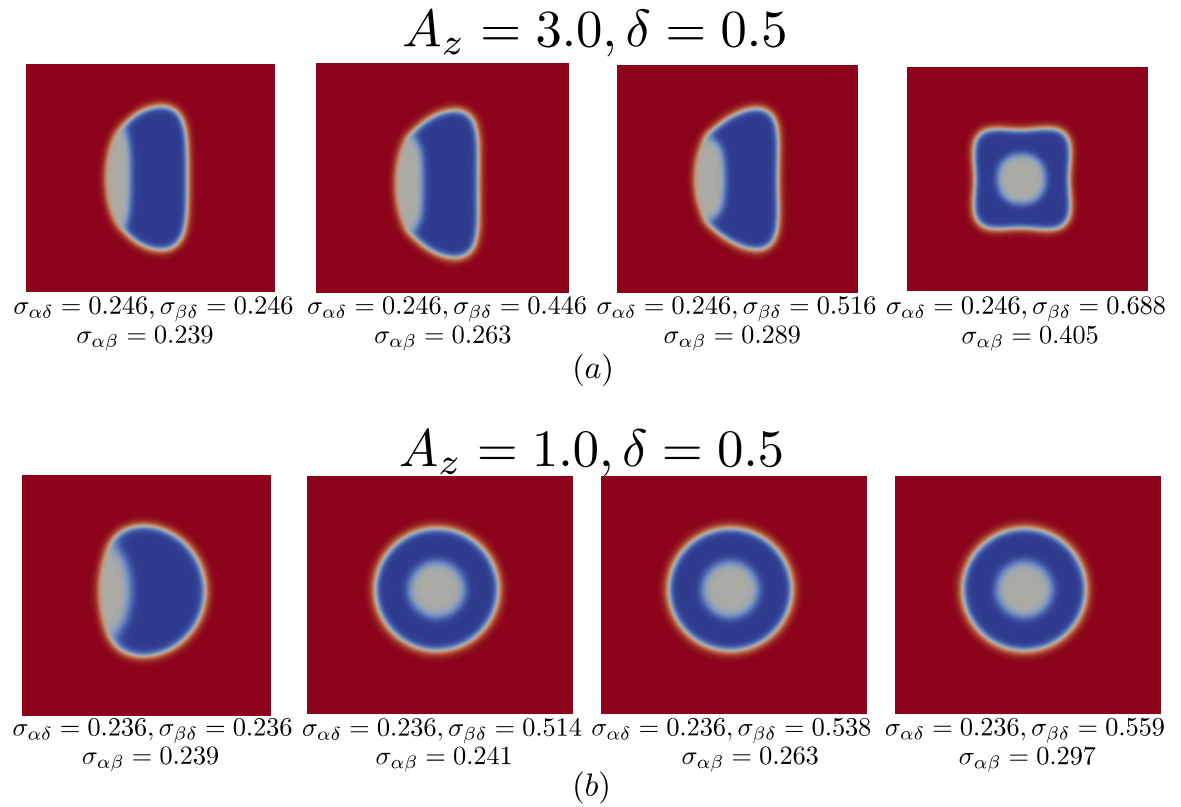 A_z = 3.0, δ = 0.5
σ_αδ = 0.246, σ_βδ = 0.246 σ_αδ = 0.246, σ_βδ = 0.446 σ_αδ = 0.246, σ_βδ = 0.516 σ_αδ = 0.246, σ_βδ = 0.688
σ_αβ = 0.239 σ_αβ = 0.263 σ_αβ = 0.289 σ_αβ = 0.405
(a)
A_z = 1.0, δ = 0.5
σ_αδ = 0.236, σ_βδ = 0.236 σ_αδ = 0.236, σ_βδ = 0.514 σ_αδ = 0.236, σ_βδ = 0.538 σ_αδ = 0.236, σ_βδ = 0.559
σ_αβ = 0.239 σ_αβ = 0.241 σ_αβ = 0.263 σ_αβ = 0.297
(b)